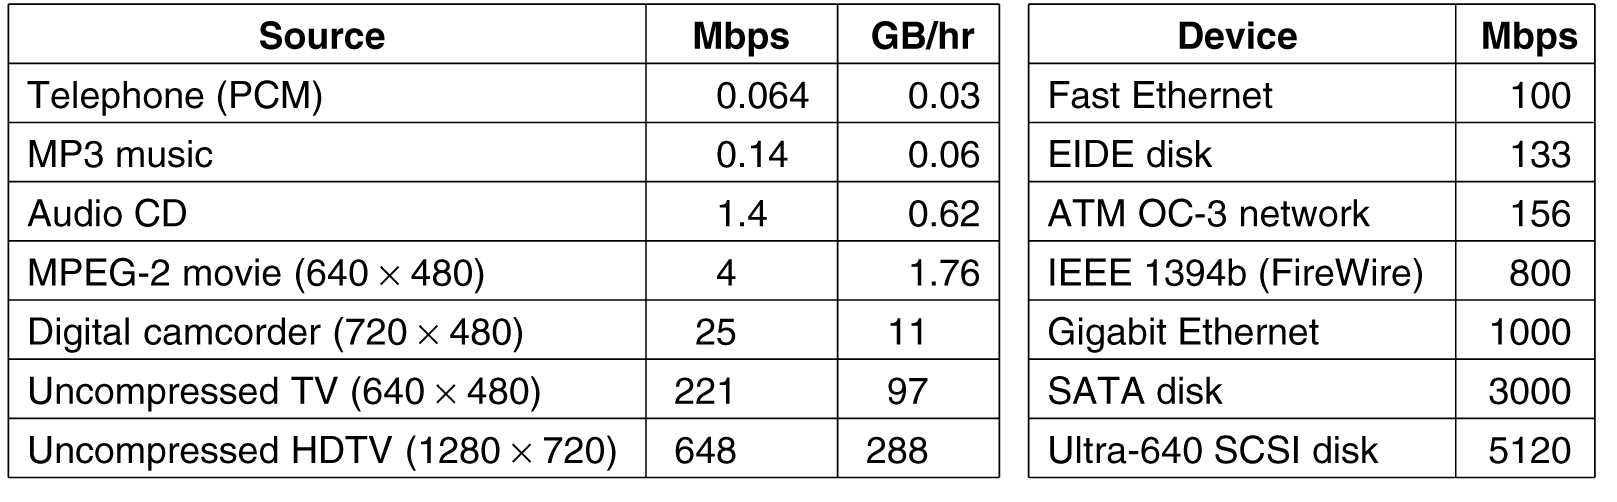 Source Mbps GB/hr
Telephone (PCM) 0.064 0.03
MP3 music 0.14 0.06
Audio CD 1.4 0.62
MPEG-2 movie (640 × 480) 4 1.76
Digital camcorder (720 × 480) 25 11
Uncompressed TV (640 × 480) 221 97
Uncompressed HDTV (1280 × 720) 648 288
Device Mbps
Fast Ethernet 100
EIDE disk 133
ATM OC-3 network 156
IEEE 1394b (FireWire) 800
Gigabit Ethernet 1000
SATA disk 3000
Ultra-640 SCSI disk 5120